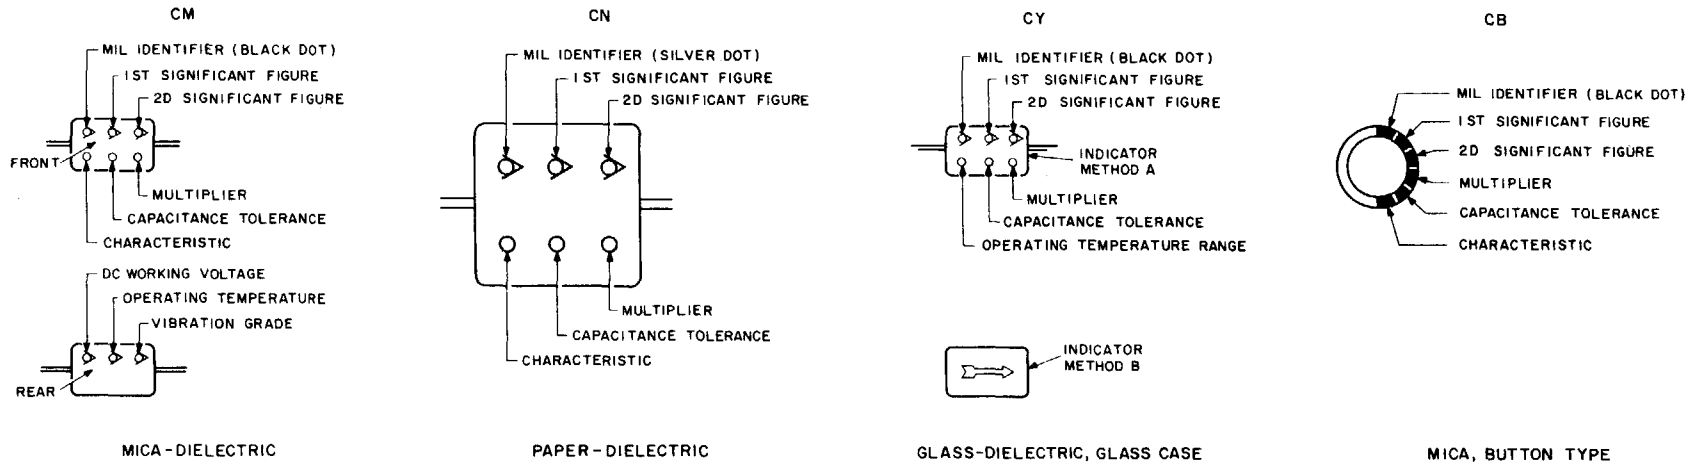 CM
MIL IDENTIFIER (BLACK DOT)
1ST SIGNIFICANT FIGURE
2D SIGNIFICANT FIGURE
FRONT
MULTIPLIER
CAPACITANCE TOLERANCE
CHARACTERISTIC
DC WORKING VOLTAGE
OPERATING TEMPERATURE
VIBRATION GRADE
REAR
MICA-DIELECTRIC
CN
MIL IDENTIFIER (SILVER DOT)
1ST SIGNIFICANT FIGURE
2D SIGNIFICANT FIGURE
MULTIPLIER
CAPACITANCE TOLERANCE
CHARACTERISTIC
PAPER-DIELECTRIC
CY
MIL IDENTIFIER (BLACK DOT)
1ST SIGNIFICANT FIGURE
2D SIGNIFICANT FIGURE
INDICATOR
METHOD A
MULTIPLIER
CAPACITANCE TOLERANCE
OPERATING TEMPERATURE RANGE
INDICATOR
METHOD B
GLASS-DIELECTRIC, GLASS CASE
CB
MIL IDENTIFIER (BLACK DOT)
1ST SIGNIFICANT FIGURE
2D SIGNIFICANT FIGURE
MULTIPLIER
CAPACITANCE TOLERANCE
CHARACTERISTIC
MICA, BUTTON TYPE